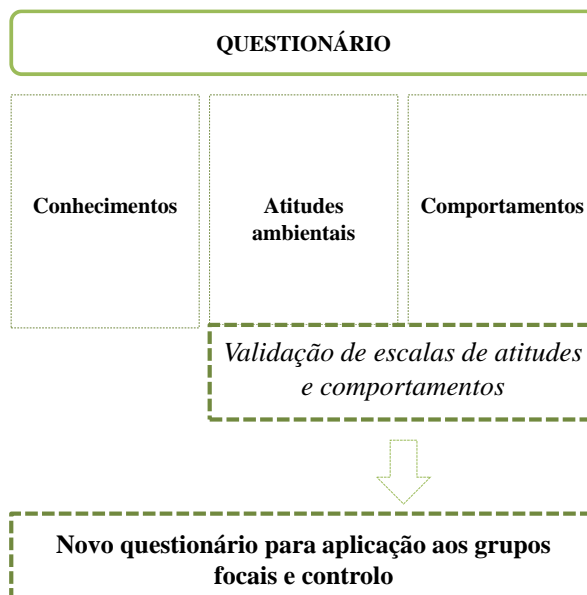 QUESTIONÁRIO
Conhecimentos
Atitudes
ambientais
Comportamentos
Validação de escalas de atitudes
e comportamentos
Novo questionário para aplicação aos grupos
focais e controlo